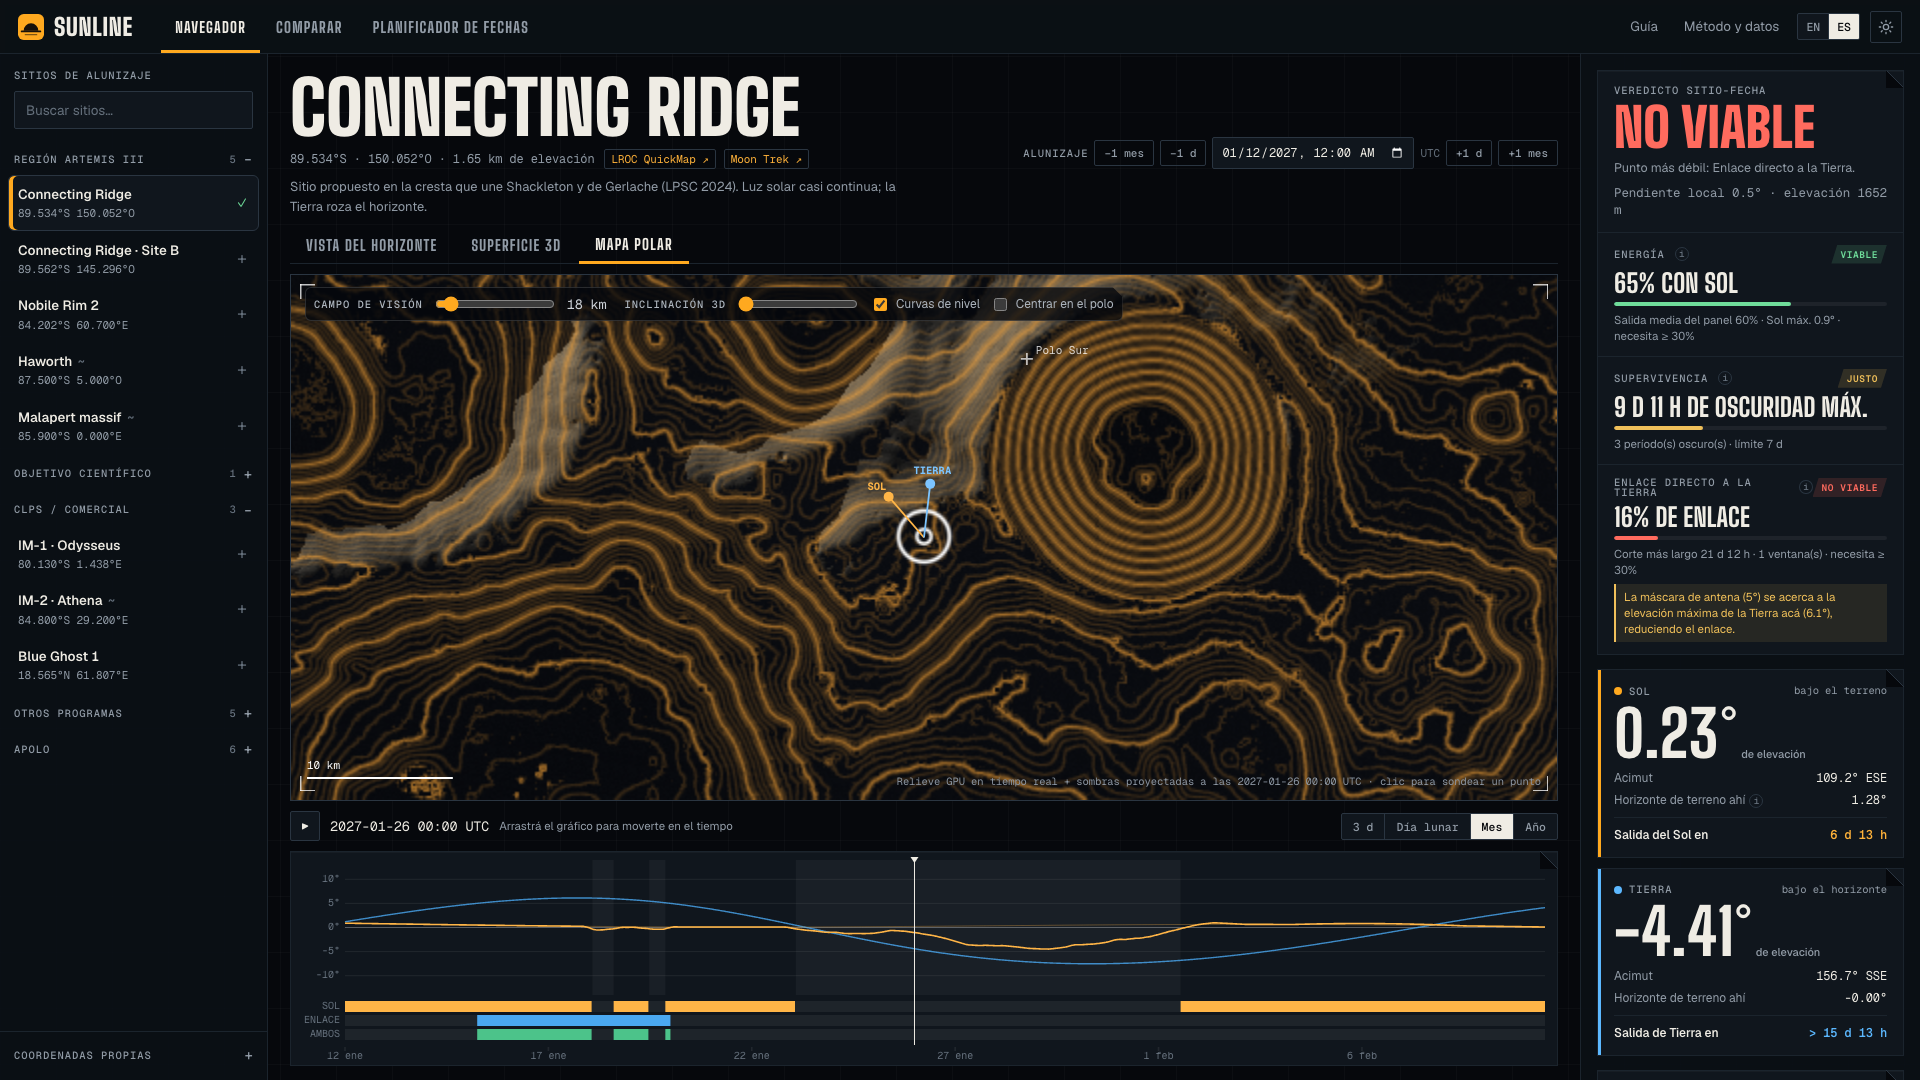 SUNLINE
NAVEGADOR
COMPARAR
PLANIFICADOR DE FECHAS
Guía
Método y datos
EN
ES
SITIOS DE ALUNIZAJE
Buscar sitios…
REGIÓN ARTEMIS III 5 −
Connecting Ridge
89.534°S 150.052°O
✓
Connecting Ridge · Site B
89.562°S 145.296°O
+
Nobile Rim 2
84.202°S 60.700°E
+
Haworth ~
87.500°S 5.000°O
+
Malapert massif ~
85.900°S 0.000°E
+
OBJETIVO CIENTÍFICO 1 +
CLPS / COMERCIAL 3 −
IM-1 · Odysseus
80.130°S 1.438°E
+
IM-2 · Athena ~
84.800°S 29.200°E
+
Blue Ghost 1
18.565°N 61.807°E
+
OTROS PROGRAMAS 5 +
APOLO 6 +
COORDENADAS PROPIAS +
CONNECTING RIDGE
89.534°S · 150.052°O · 1.65 km de elevación
LROC QuickMap ↗
Moon Trek ↗
Sitio propuesto en la cresta que une Shackleton y de Gerlache (LPSC 2024). Luz solar casi continua; la
Tierra roza el horizonte.
ALUNIZAJE
−1 mes
−1 d
01/12/2027, 12:00 AM
UTC
+1 d
+1 mes
VISTA DEL HORIZONTE
SUPERFICIE 3D
MAPA POLAR
CAMPO DE VISIÓN
18 km
INCLINACIÓN 3D
Curvas de nivel
Centrar en el polo
Polo Sur
TIERRA
SOL
10 km
Relieve GPU en tiempo real + sombras proyectadas a las 2027-01-26 00:00 UTC · clic para sondear un punto
2027-01-26 00:00 UTC
Arrastrá el gráfico para moverte en el tiempo
3 d
Día lunar
Mes
Año
10°
5°
0°
−5°
−10°
SOL
ENLACE
AMBOS
12 ene
17 ene
22 ene
27 ene
1 feb
6 feb
VEREDICTO SITIO-FECHA
NO VIABLE
Punto más débil: Enlace directo a la Tierra.
Pendiente local 0.5° · elevación 1652
m
ENERGÍA i
VIABLE
65% CON SOL
Salida media del panel 60% · Sol máx. 0.9° ·
necesita ≥ 30%
SUPERVIVENCIA i
JUSTO
9 D 11 H DE OSCURIDAD MÁX.
3 período(s) oscuro(s) · límite 7 d
ENLACE DIRECTO A LA
TIERRA
i
NO VIABLE
16% DE ENLACE
Corte más largo 21 d 12 h · 1 ventana(s) · necesita ≥
30%
La máscara de antena (5°) se acerca a la
elevación máxima de la Tierra acá (6.1°),
reduciendo el enlace.
SOL
bajo el terreno
0.23°
de elevación
Acimut 109.2° ESE
Horizonte de terreno ahí i 1.28°
Salida del Sol en 6 d 13 h
TIERRA
bajo el horizonte
−4.41°
de elevación
Acimut 156.7° SSE
Horizonte de terreno ahí −0.00°
Salida de Tierra en > 15 d 13 h